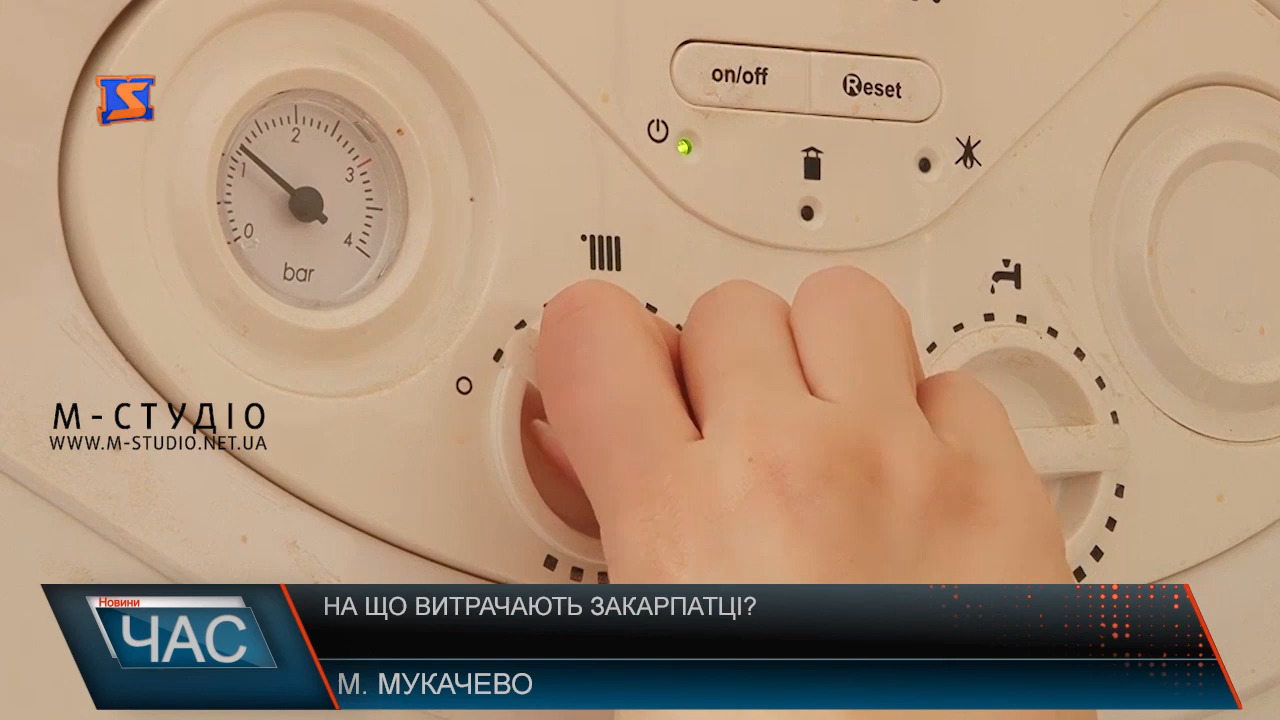 on/off Reset
2
1 3
0 4
bar
М-СТУДІО
WWW.M-STUDIO.NET.UA
Новини
ЧАС
НА ЩО ВИТРАЧАЮТЬ ЗАКАРПАТЦІ?
М. МУКАЧЕВО